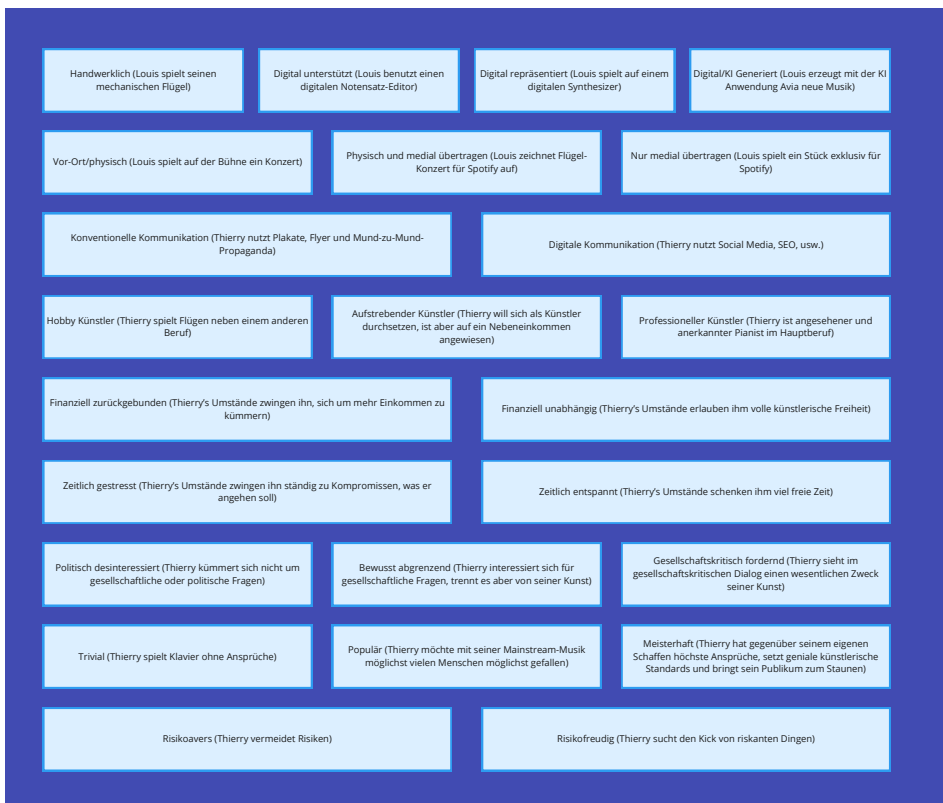 Handwerklich (Louis spielt seinen
mechanischen Flügel)
Digital unterstützt (Louis benutzt einen
digitalen Notensatz-Editor)
Digital repräsentiert (Louis spielt auf einem
digitalen Synthesizer)
Digital/KI Generiert (Louis erzeugt mit der KI
Anwendung Avia neue Musik)
Vor-Ort/physisch (Louis spielt auf der Bühne ein Konzert)
Physisch und medial übertragen (Louis zeichnet Flügel-
Konzert für Spotify auf)
Nur medial übertragen (Louis spielt ein Stück exklusiv für
Spotify)
Konventionelle Kommunikation (Thierry nutzt Plakate, Flyer und Mund-zu-Mund-
Propaganda)
Digitale Kommunikation (Thierry nutzt Social Media, SEO, usw.)
Hobby Künstler (Thierry spielt Flügen neben einem anderen
Beruf)
Aufstrebender Künstler (Thierry will sich als Künstler
durchsetzen, ist aber auf ein Nebeneinkommen
angewiesen)
Professioneller Künstler (Thierry ist angesehener und
anerkannter Pianist im Hauptberuf)
Finanziell zurückgebunden (Thierry's Umstände zwingen ihn, sich um mehr Einkommen zu
kümmern)
Finanziell unabhängig (Thierry's Umstände erlauben ihm volle künstlerische Freiheit)
Zeitlich gestresst (Thierry's Umstände zwingen ihn ständig zu Kompromissen, was er
angehen soll)
Zeitlich entspannt (Thierry's Umstände schenken ihm viel freie Zeit)
Politisch desinteressiert (Thierry kümmert sich nicht um
gesellschaftliche oder politische Fragen)
Bewusst abgrenzend (Thierry interessiert sich für
gesellschaftliche Fragen, trennt es aber von seiner Kunst)
Gesellschaftskritisch fordernd (Thierry sieht im
gesellschaftskritischen Dialog einen wesentlichen Zweck
seiner Kunst)
Trivial (Thierry spielt Klavier ohne Ansprüche)
Populär (Thierry möchte mit seiner Mainstream-Musik
möglichst vielen Menschen möglichst gefallen)
Meisterhaft (Thierry hat gegenüber seinem eigenen
Schaffen höchste Ansprüche, setzt geniale künstlerische
Standards und bringt sein Publikum zum Staunen)
Risikoavers (Thierry vermeidet Risiken)
Risikofreudig (Thierry sucht den Kick von riskanten Dingen)